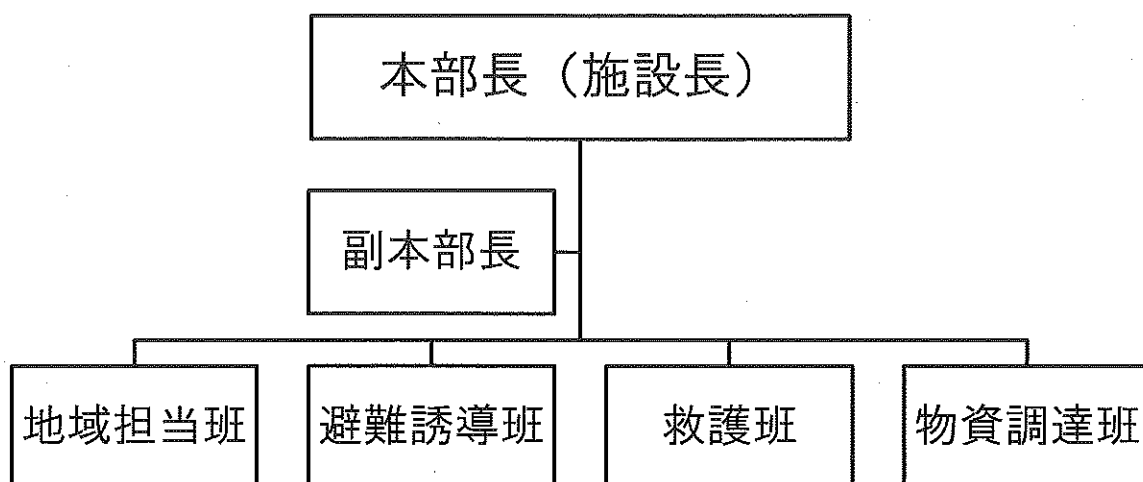 本部長（施設長）
副本部長
地域担当班
避難誘導班
救護班
物資調達班